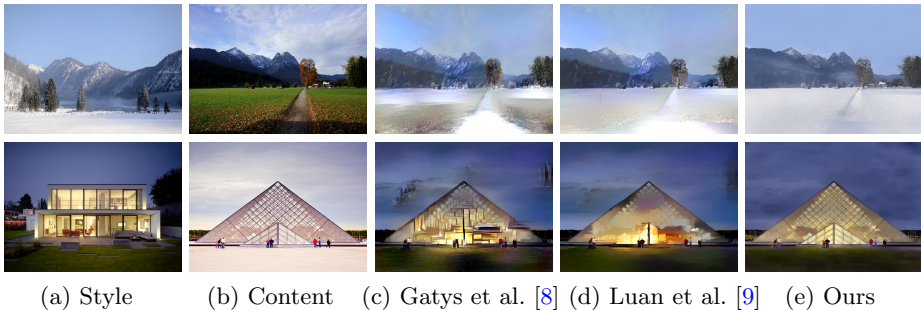 (a) Style (b) Content (c) Gatys et al. [8] (d) Luan et al. [9] (e) Ours